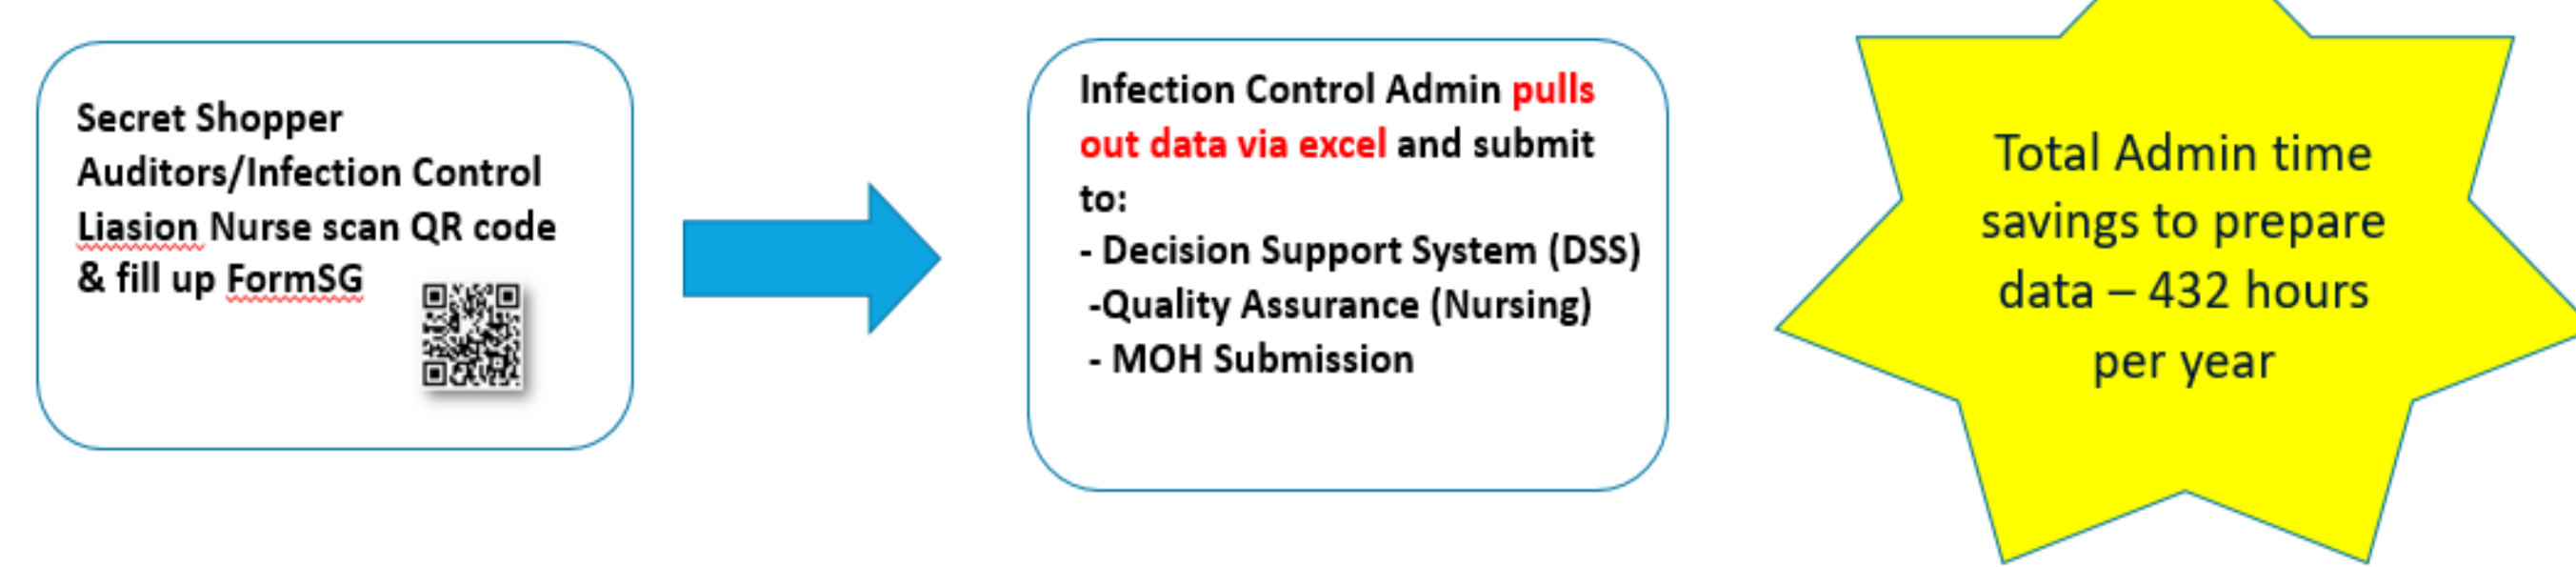 Secret Shopper
Auditors/Infection Control
Liasion Nurse scan QR code
& fill up FormSG
Infection Control Admin pulls
out data via excel and submit
to:
- Decision Support System (DSS)
-Quality Assurance (Nursing)
- MOH Submission
Total Admin time
savings to prepare
data – 432 hours
per year